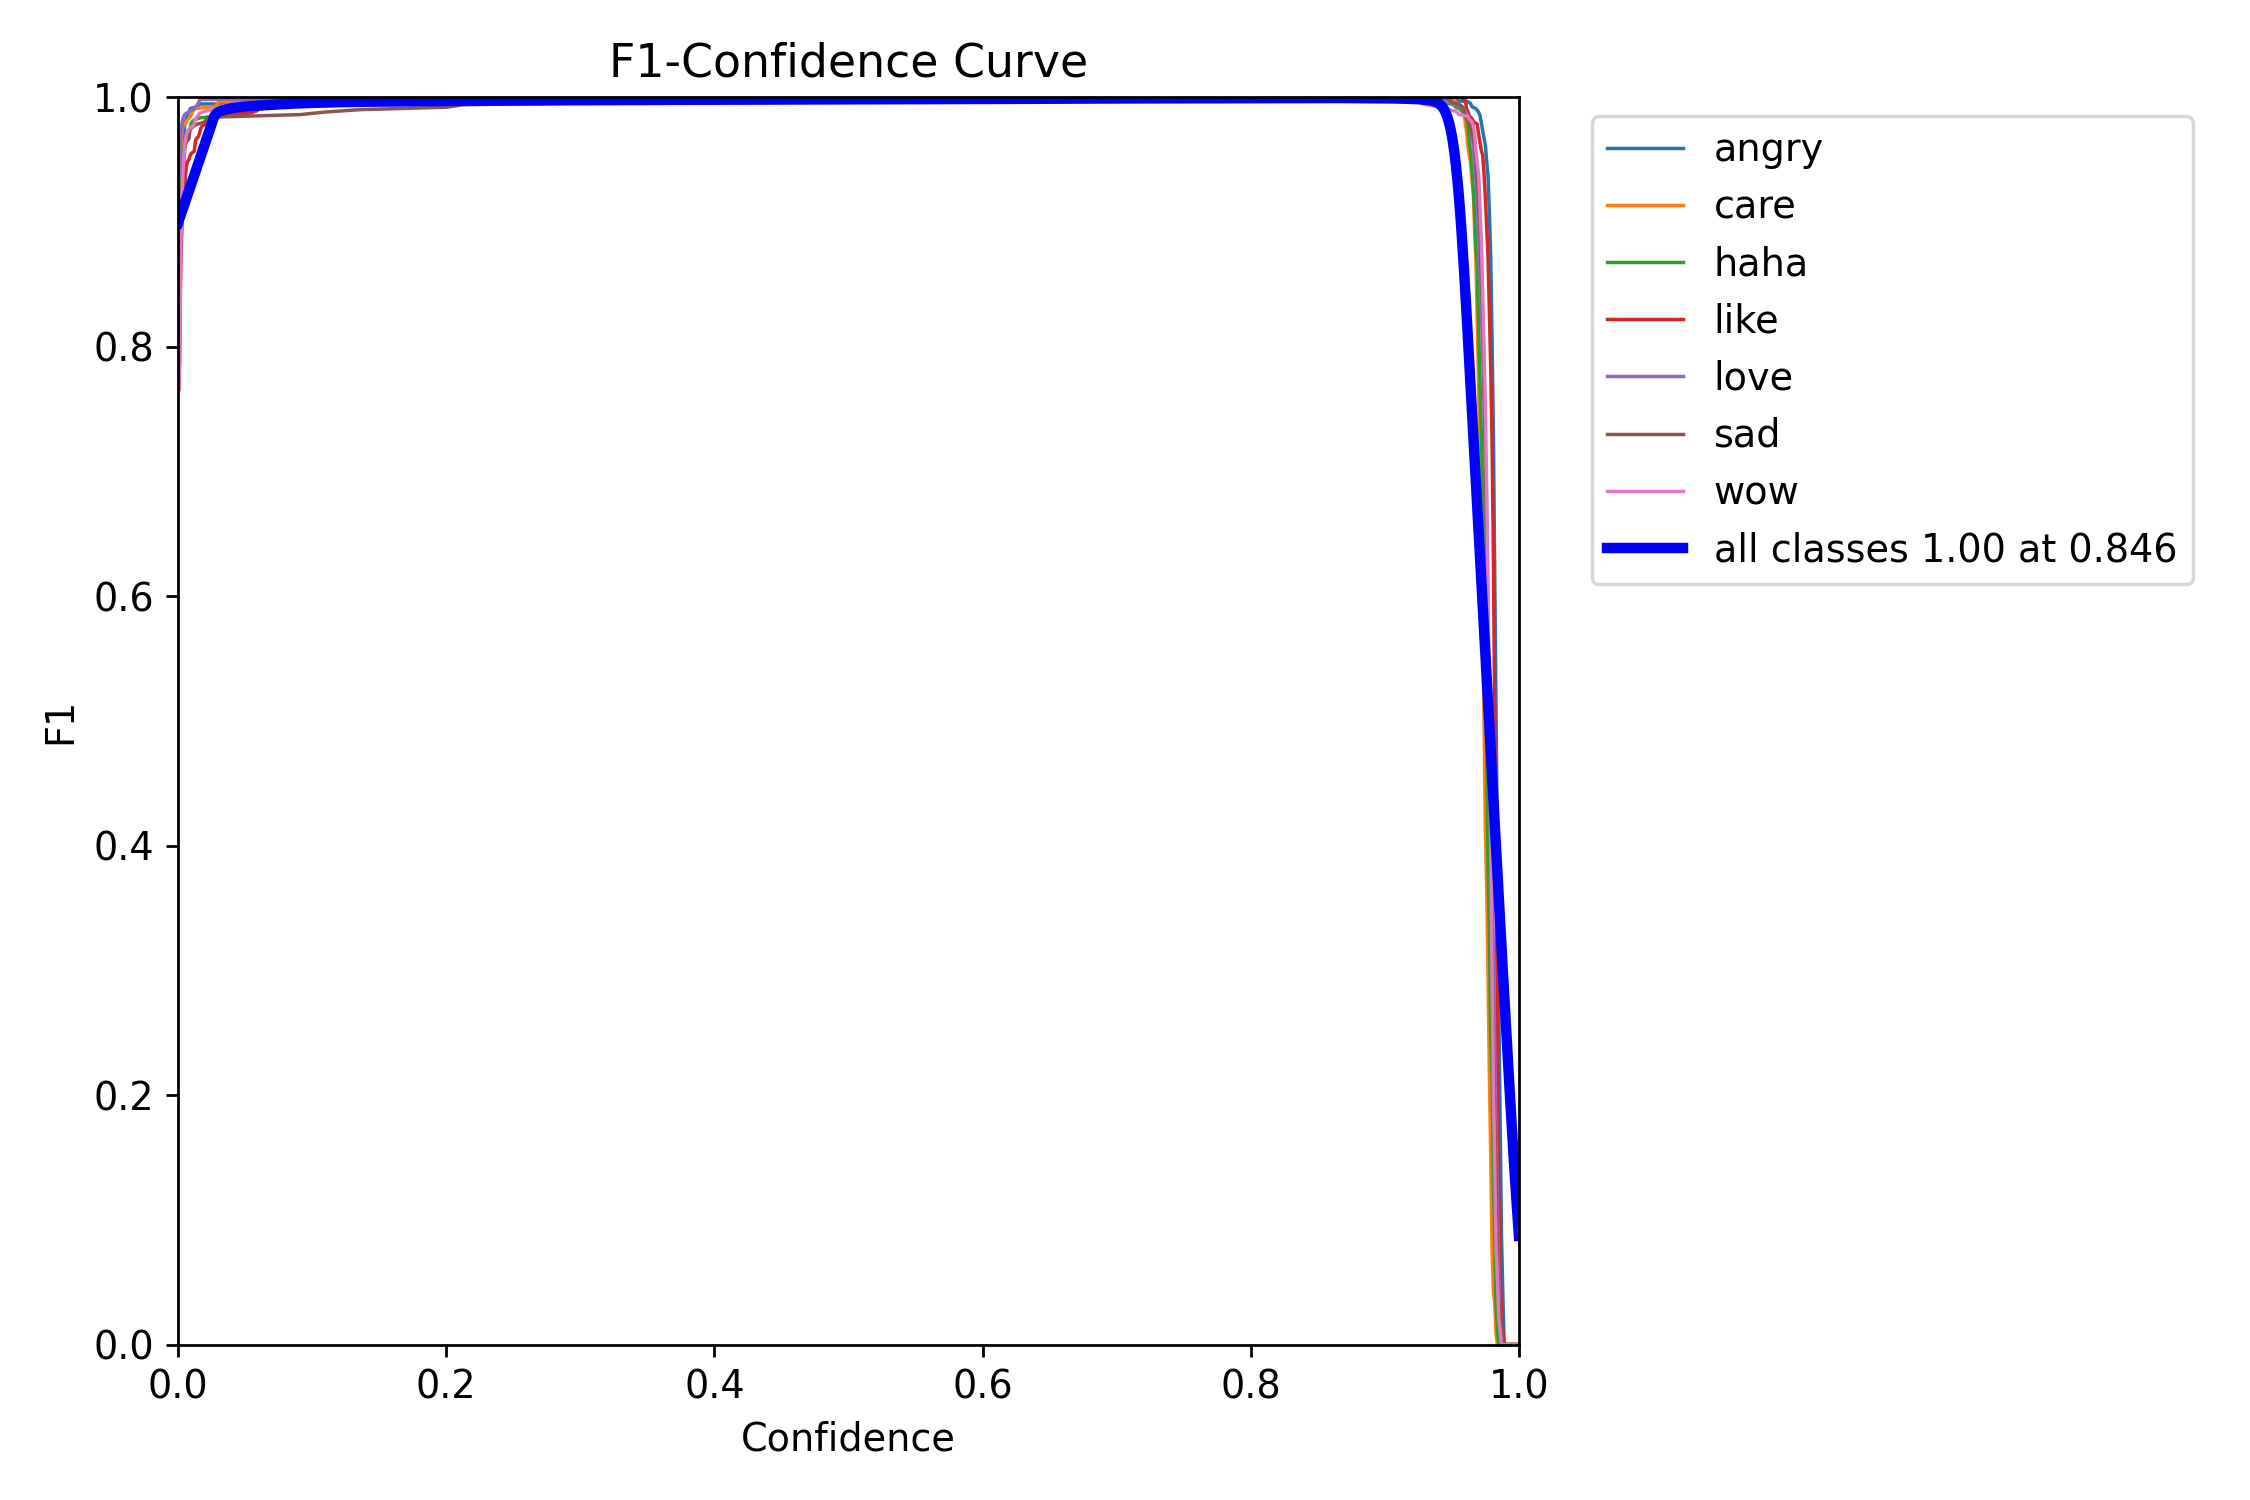 F1-Confidence Curve
1.0
0.8
0.6
0.4
0.2
0.0
F1
0.0 0.2 0.4 0.6 0.8 1.0
Confidence
angry
care
haha
like
love
sad
wow
all classes 1.00 at 0.846